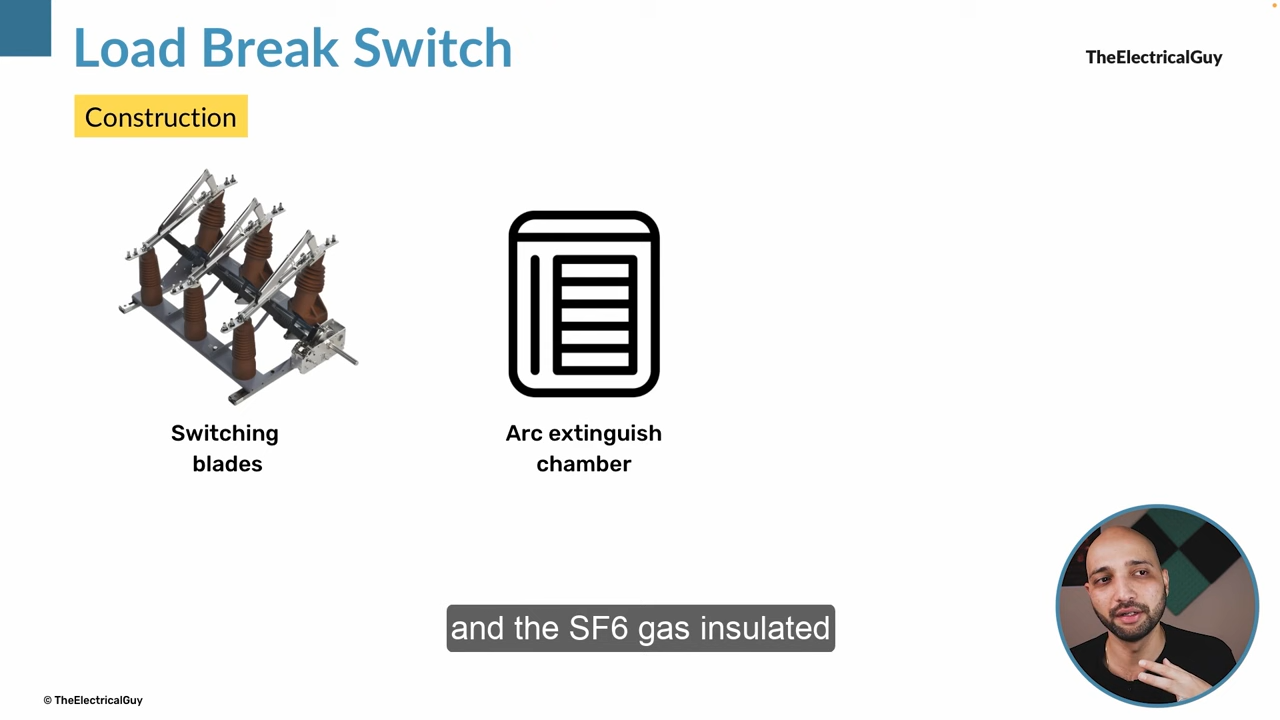 Load Break Switch
TheElectricalGuy
Construction
Switching
blades
Arc extinguish
chamber
and the SF6 gas insulated
© TheElectricalGuy